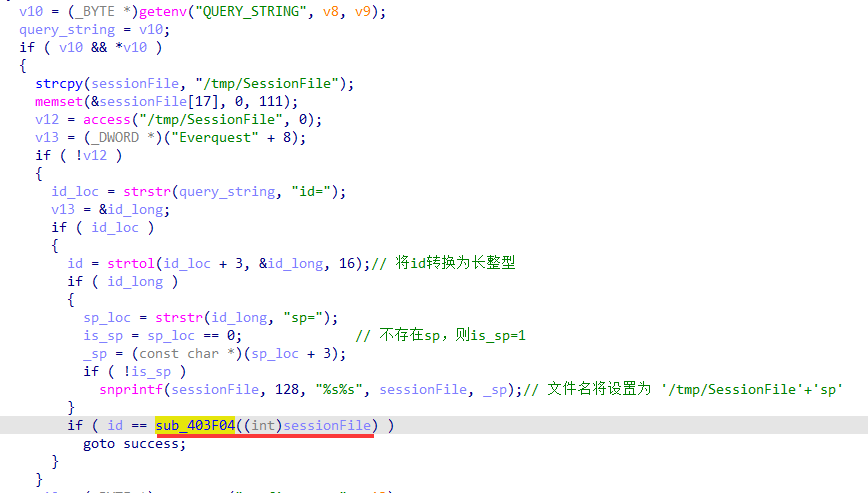 v10 = (_BYTE *)getenv("QUERY_STRING", v8, v9);
query_string = v10;
if ( v10 && *v10 )
{
strcpy(sessionFile, "/tmp/SessionFile");
memset(&sessionFile[17], 0, 111);
v12 = access("/tmp/SessionFile", 0);
v13 = (_DWORD *)("Everquest" + 8);
if ( !v12 )
{
id_loc = strstr(query_string, "id=");
v13 = &id_long;
if ( id_loc )
{
id = strtol(id_loc + 3, &id_long, 16);// 将id转换为长整型
if ( id_long )
{
sp_loc = strstr(id_long, "sp=");
is_sp = sp_loc == 0; // 不存在sp，则is_sp=1
_sp = (const char *)(sp_loc + 3);
if ( !is_sp )
snprintf(sessionFile, 128, "%s%s", sessionFile, _sp);// 文件名将设置为 '/tmp/SessionFile'+'sp'
}
if ( id == sub_403F04((int)sessionFile) )
goto success;
}
}